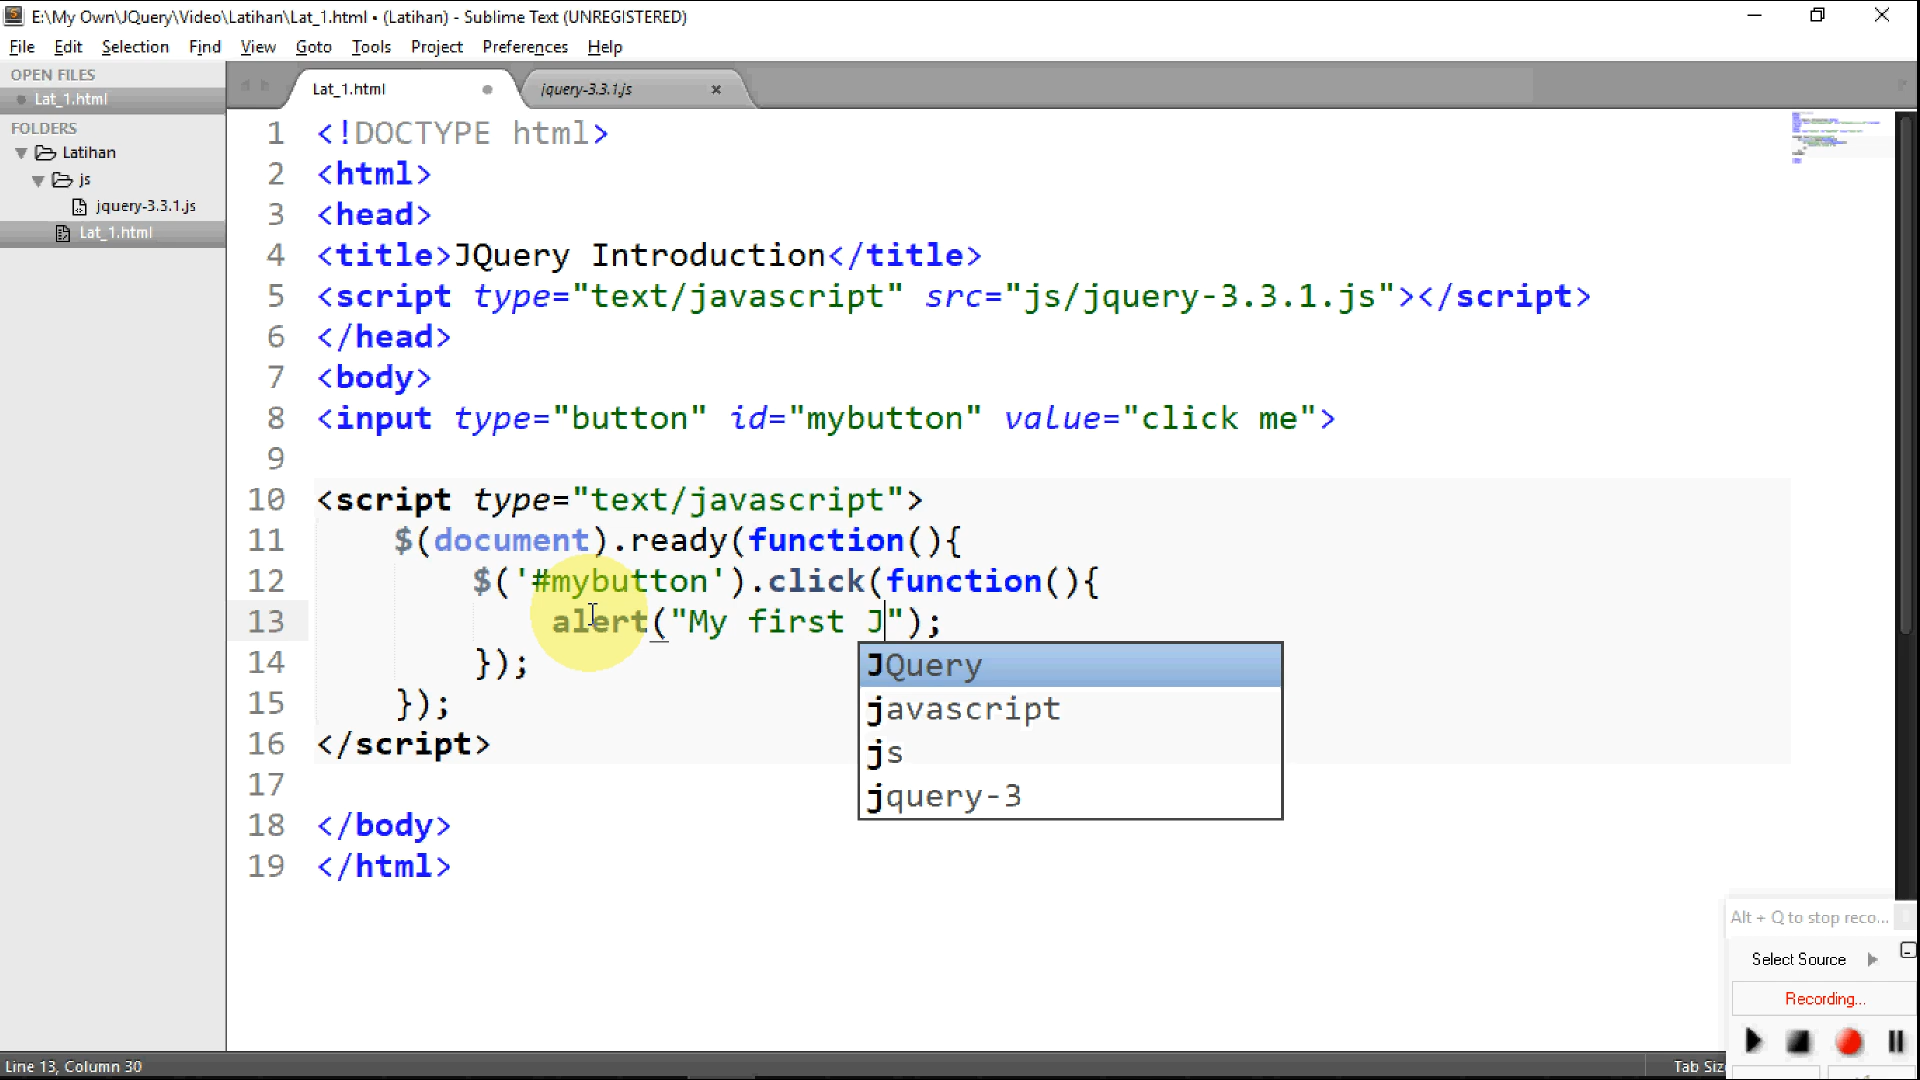 E:\My Own\JQuery\Video\Latihan\Lat_1.html • (Latihan) - Sublime Text (UNREGISTERED)
File Edit Selection Find View Goto Tools Project Preferences Help
OPEN FILES
Lat_1.html
FOLDERS
Latihan
js
jquery-3.3.1.js
Lat_1.html
Lat_1.html
jquery-3.3.1.js
1 <!DOCTYPE html>
2 <html>
3 <head>
4 <title>JQuery Introduction</title>
5 <script type="text/javascript" src="js/jquery-3.3.1.js"></script>
6 </head>
7 <body>
8 <input type="button" id="mybutton" value="click me">
9
10 <script type="text/javascript">
11 $(document).ready(function(){
12 $('#mybutton').click(function(){
13 alert("My first J");
14 });
15 });
16 </script>
17
18 </body>
19 </html>
JQuery
javascript
js
jquery-3
Alt + Q to stop reco...
Select Source
Recording...
Line 13, Column 30
Tab Siz